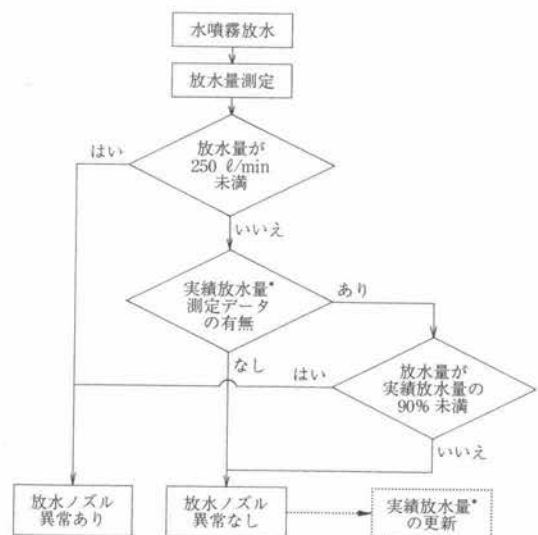 水噴霧放水
放水量測定
放水量が
250 ℓ/min
未満
はい
いいえ
実績放水量*
測定データ
の有無
あり
なし
放水量が
実績放水量の
90% 未満
はい
いいえ
放水ノズル
異常あり
放水ノズル
異常なし
実績放水量*
の更新